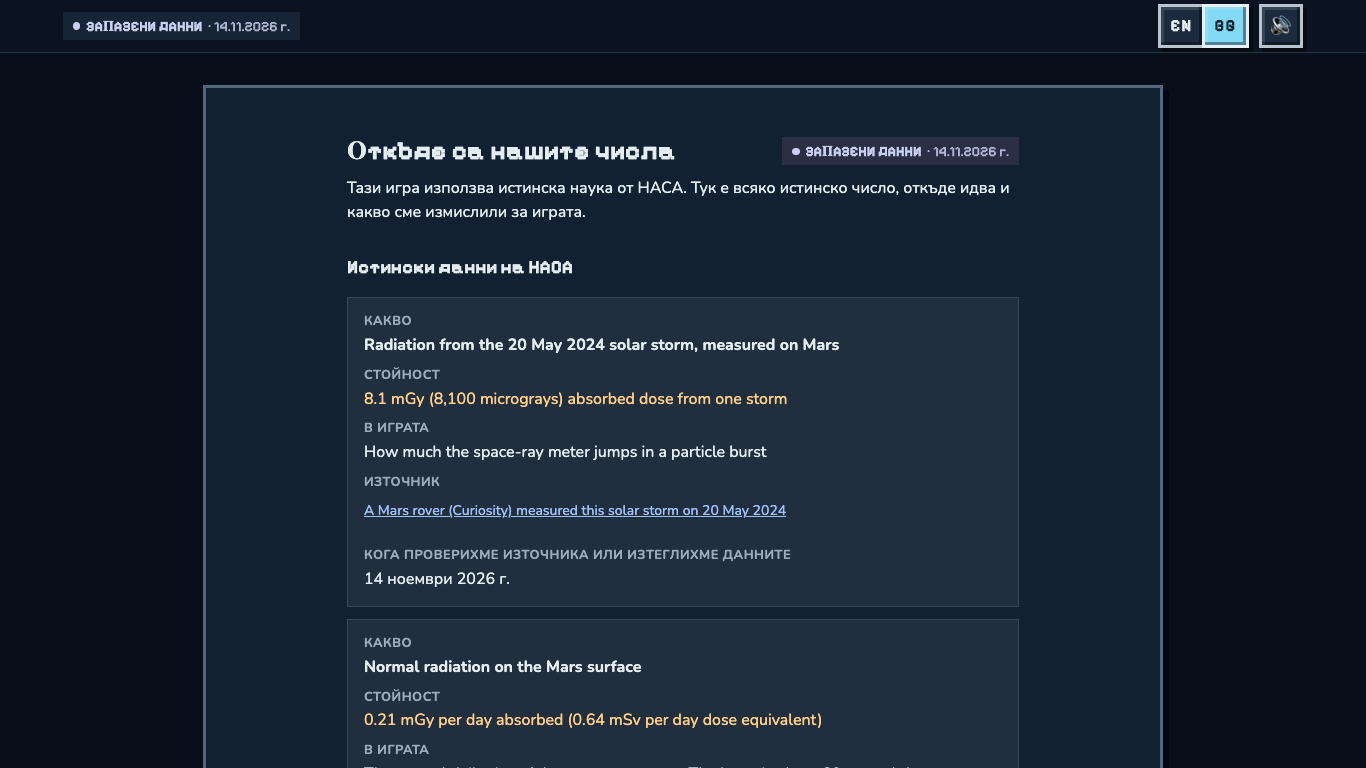 ЗАПАЗЕНИ ДАННИ · 14.11.2026 г.
EN
BG
Откъде са нашите числа
ЗАПАЗЕНИ ДАННИ · 14.11.2026 г.
Тази игра използва истинска наука от НАСА. Тук е всяко истинско число, откъде идва и
какво сме измислили за играта.
Истински данни на НАСА
КАКВО
Radiation from the 20 May 2024 solar storm, measured on Mars
СТОЙНОСТ
8.1 mGy (8,100 micrograys) absorbed dose from one storm
В ИГРАТА
How much the space-ray meter jumps in a particle burst
ИЗТОЧНИК
A Mars rover (Curiosity) measured this solar storm on 20 May 2024
КОГА ПРОВЕРИХМЕ ИЗТОЧНИКА ИЛИ ИЗТЕГЛИХМЕ ДАННИТЕ
14 ноември 2026 г.
КАКВО
Normal radiation on the Mars surface
СТОЙНОСТ
0.21 mGy per day absorbed (0.64 mSv per day dose equivalent)
В ИГРАТА